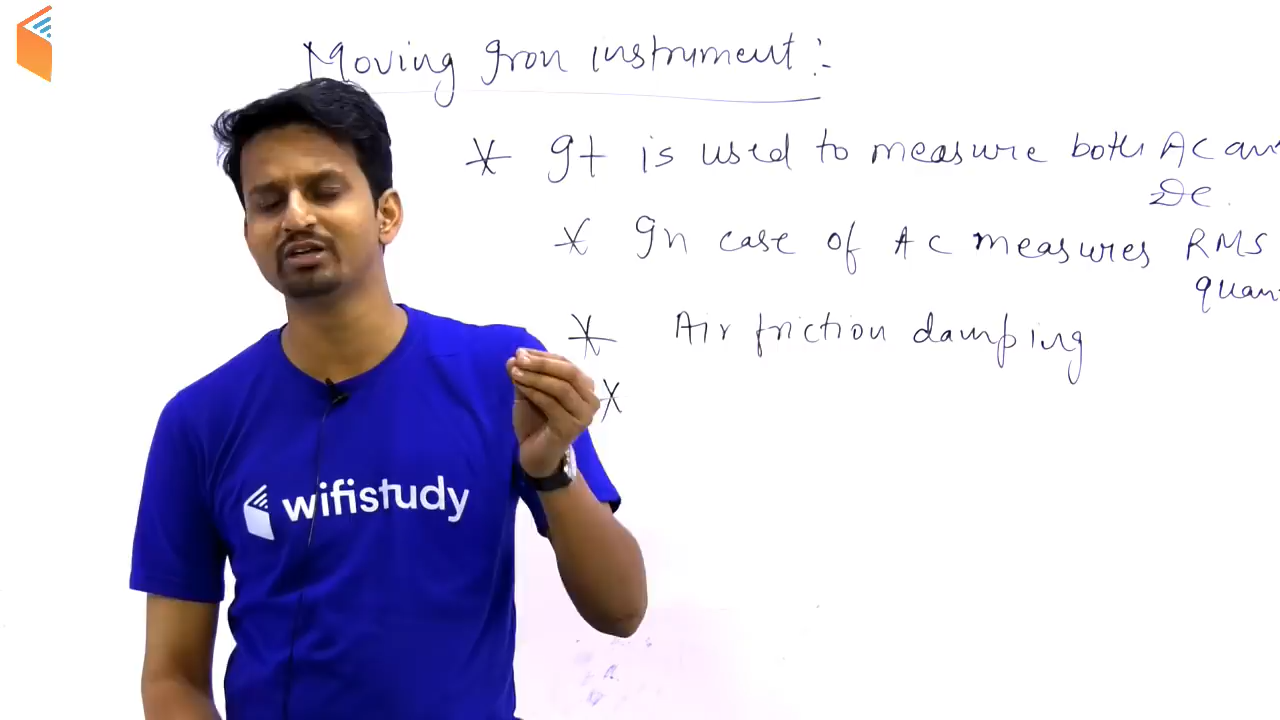 Moving Iron instrument :-
* It is used to measure both AC and
DC.
* In case of AC measures RMS
quan
* Air friction damping
*
wifistudy